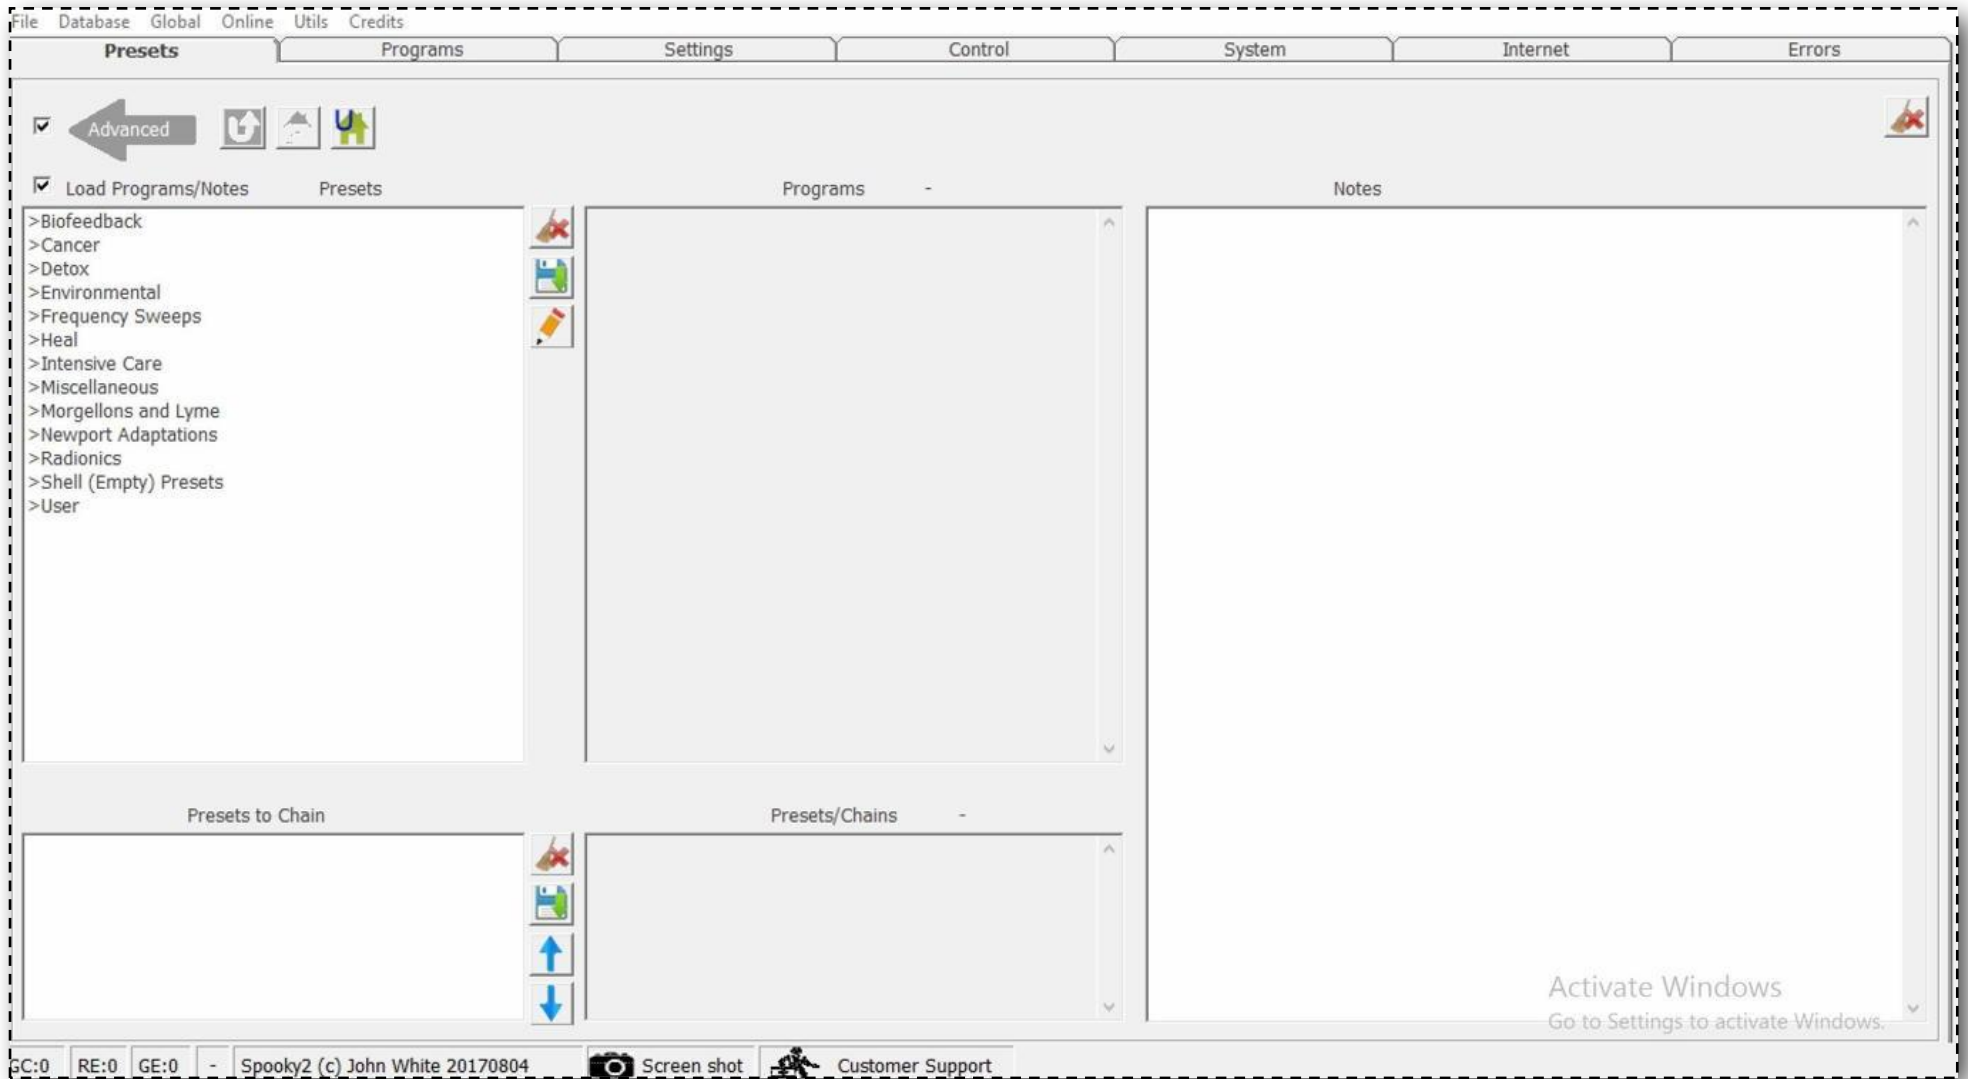 File Database Global Online Utils Credits
Presets Programs Settings Control System Internet Errors
Advanced
U
Load Programs/Notes Presets Programs - Notes
>Biofeedback
>Cancer
>Detox
>Environmental
>Frequency Sweeps
>Heal
>Intensive Care
>Miscellaneous
>Morgellons and Lyme
>Newport Adaptations
>Radionics
>Shell (Empty) Presets
>User
Presets to Chain Presets/Chains -
Activate Windows
Go to Settings to activate Windows.
GC:0 RE:0 GE:0 - Spooky2 (c) John White 20170804 Screen shot Customer Support